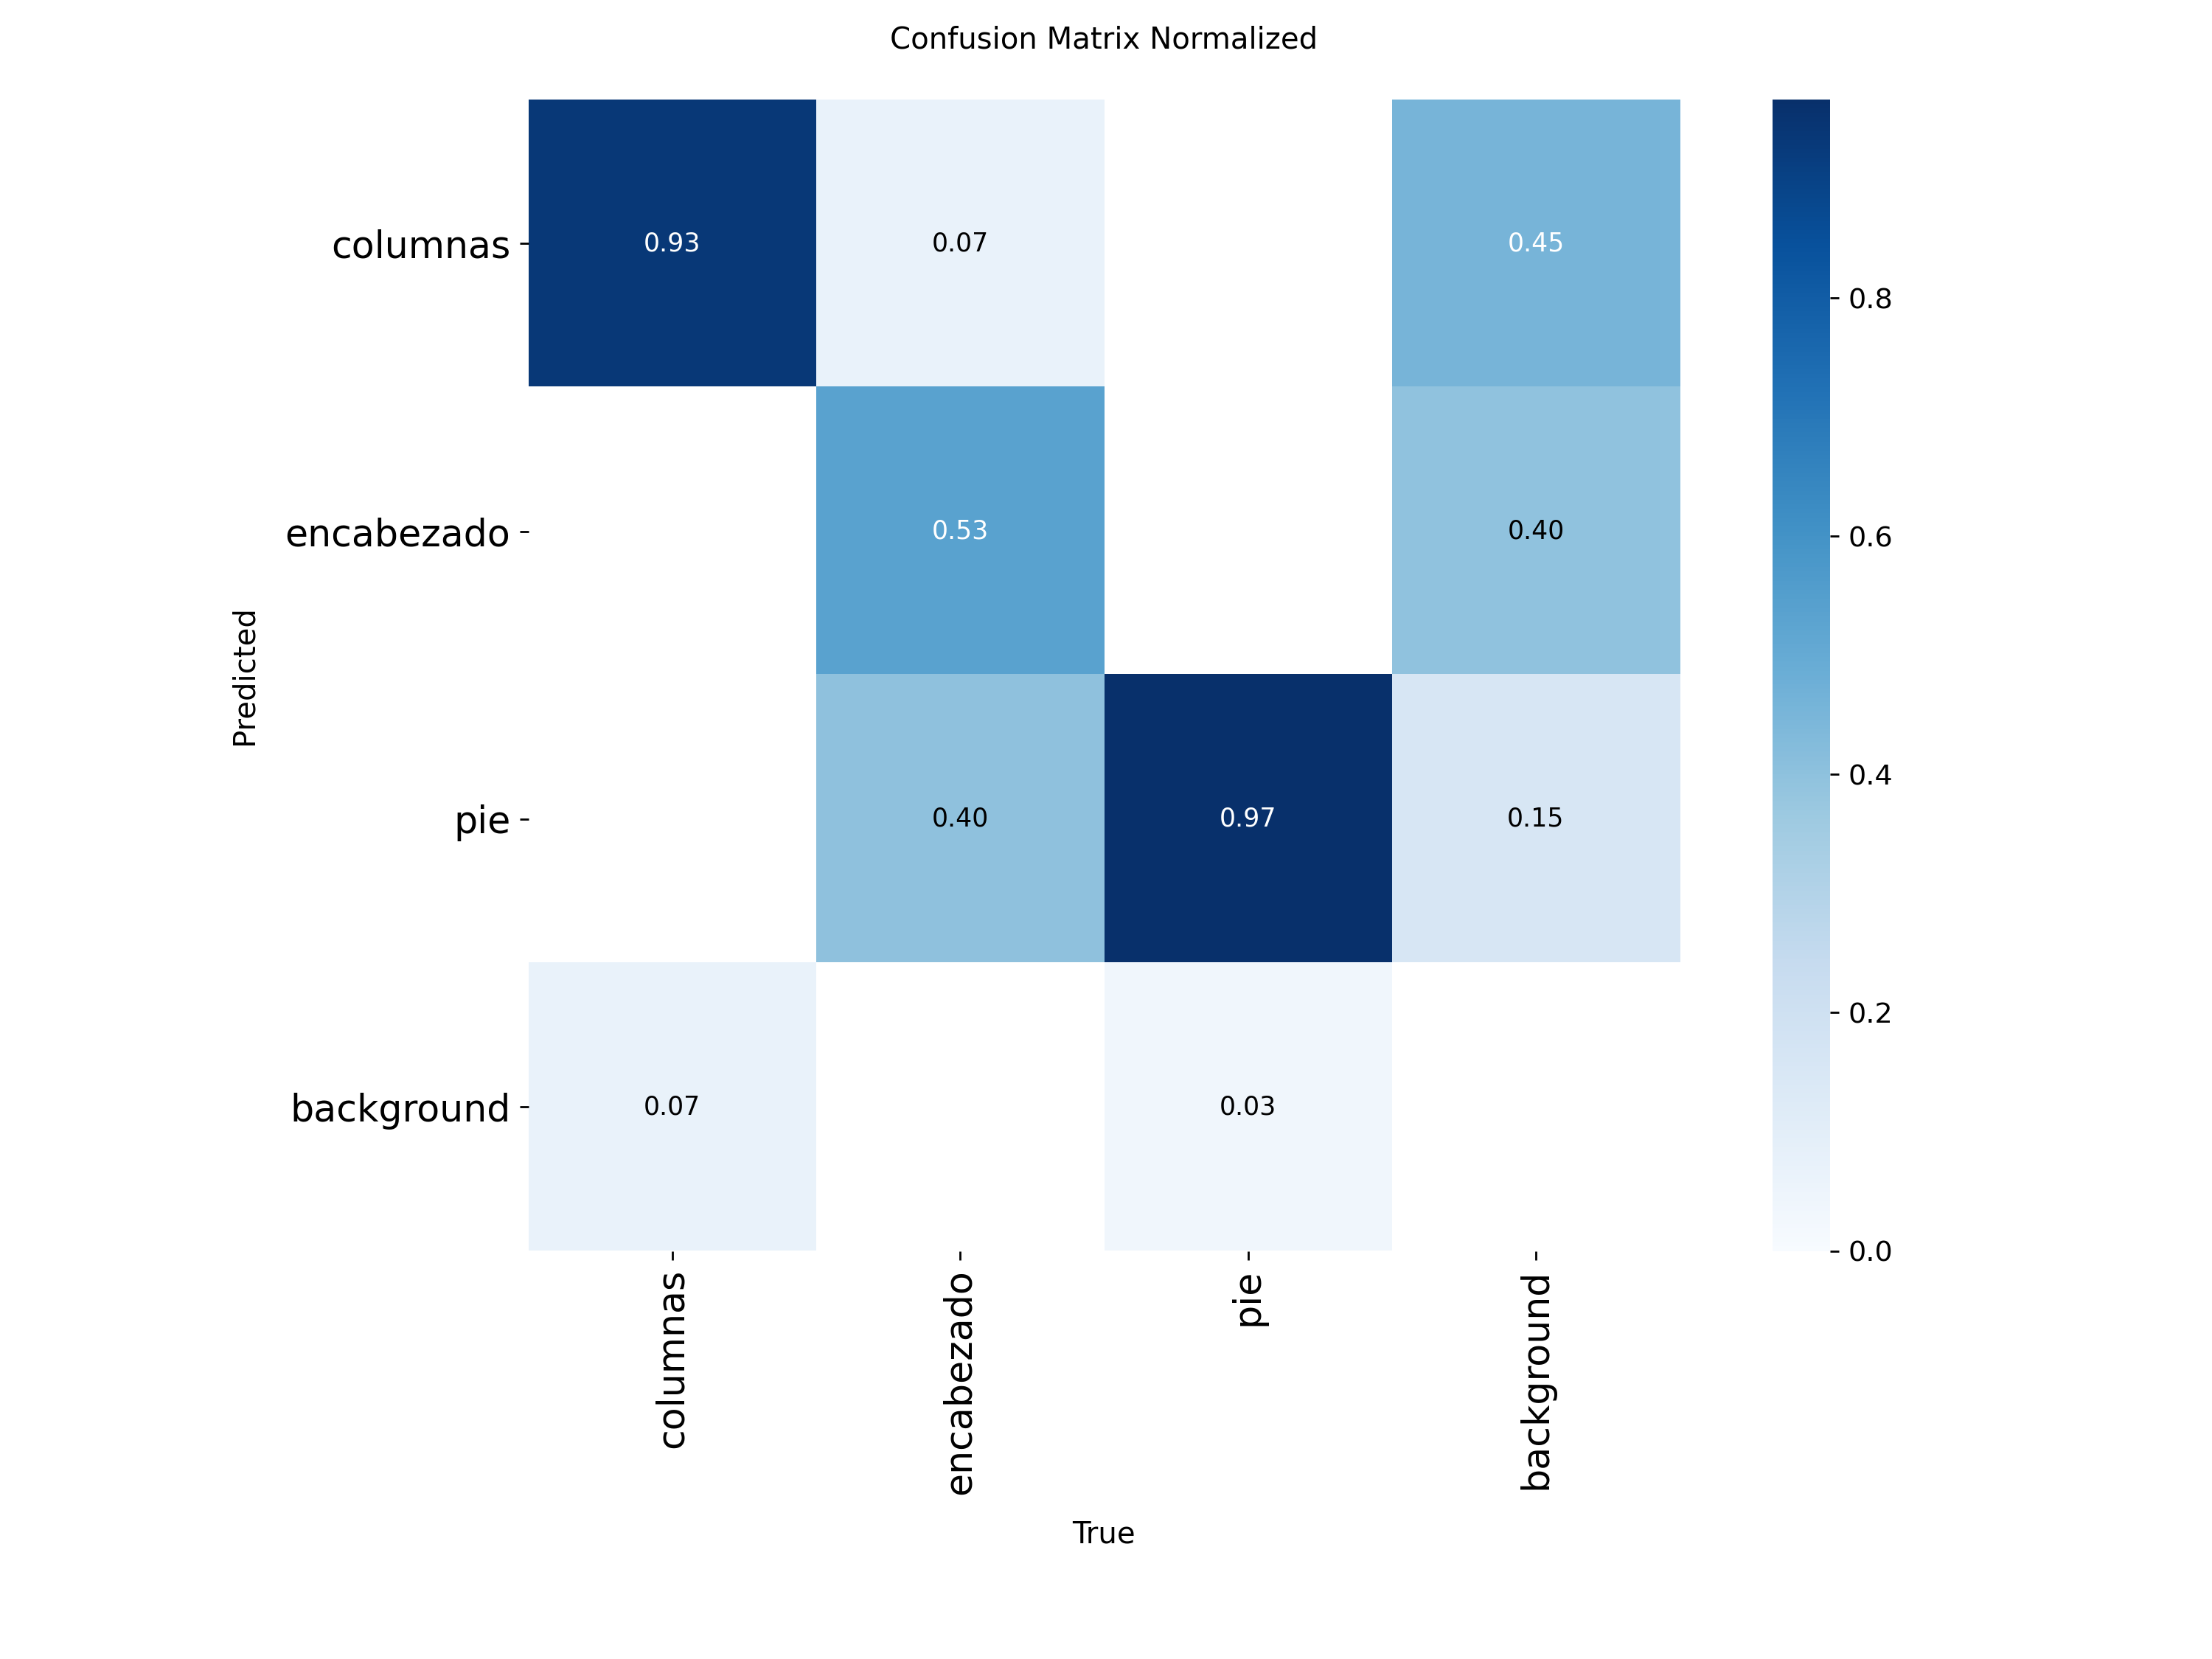 Confusion Matrix Normalized
columnas
0.93
0.07
0.45
0.8
encabezado
0.53
0.40
0.6
Predicted
pie
0.40
0.97
0.15
0.4
background
0.07
0.03
0.2
0.0
columnas
encabezado
pie
background
True